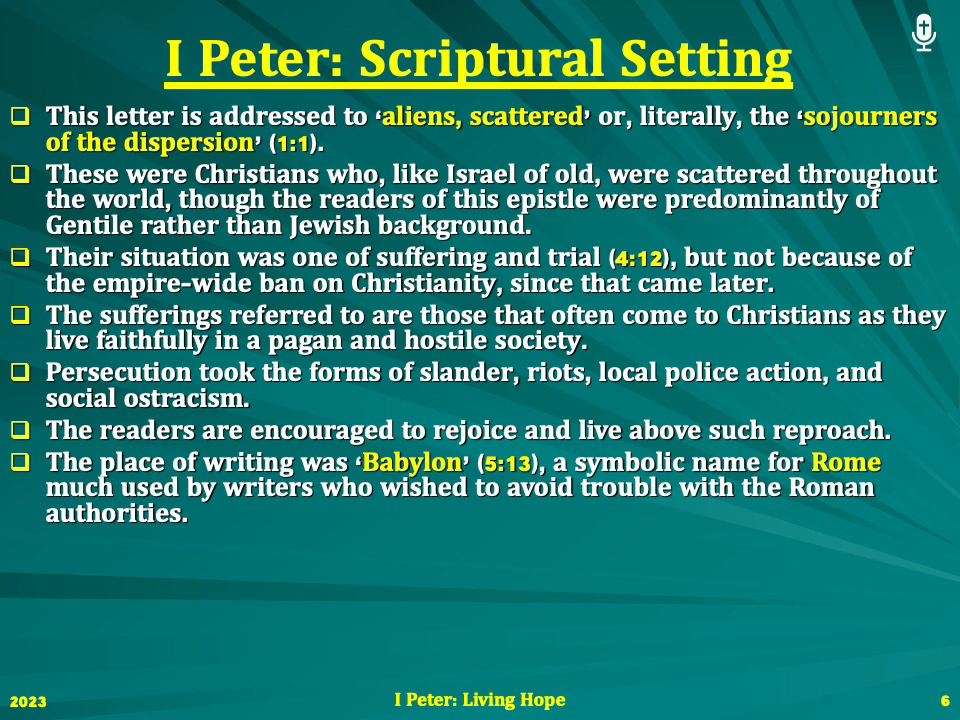 I Peter: Scriptural Setting
❑ This letter is addressed to ‘aliens, scattered’ or, literally, the ‘sojourners
of the dispersion’ (1:1).
❑ These were Christians who, like Israel of old, were scattered throughout
the world, though the readers of this epistle were predominantly of
Gentile rather than Jewish background.
❑ Their situation was one of suffering and trial (4:12), but not because of
the empire-wide ban on Christianity, since that came later.
❑ The sufferings referred to are those that often come to Christians as they
live faithfully in a pagan and hostile society.
❑ Persecution took the forms of slander, riots, local police action, and
social ostracism.
❑ The readers are encouraged to rejoice and live above such reproach.
❑ The place of writing was ‘Babylon’ (5:13), a symbolic name for Rome
much used by writers who wished to avoid trouble with the Roman
authorities.
2023 I Peter: Living Hope 6